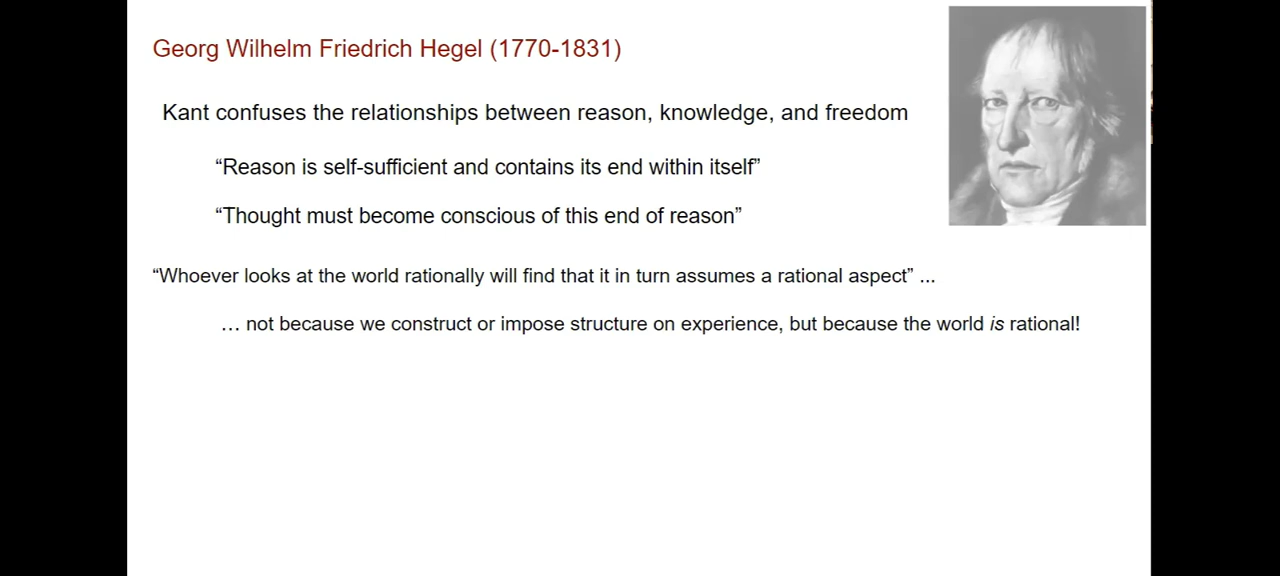 Georg Wilhelm Friedrich Hegel (1770-1831)
Kant confuses the relationships between reason, knowledge, and freedom
“Reason is self-sufficient and contains its end within itself”
“Thought must become conscious of this end of reason”
“Whoever looks at the world rationally will find that it in turn assumes a rational aspect” ...
… not because we construct or impose structure on experience, but because the world is rational!